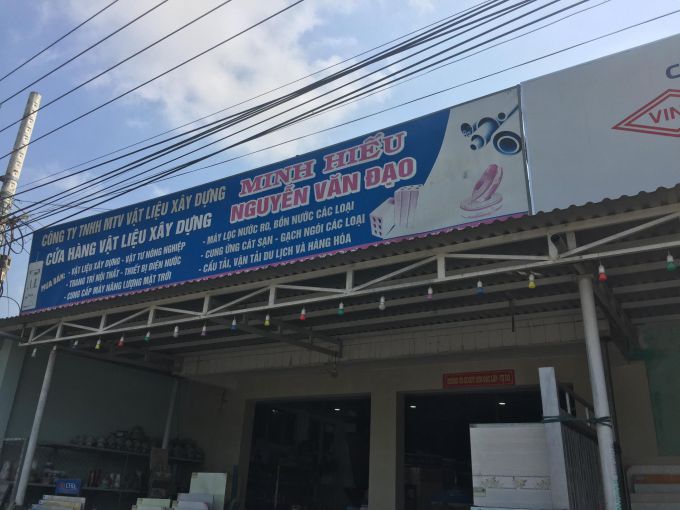 CÔNG TY TNHH MTV VẬT LIỆU XÂY DỰNG
MINH HIẾU
CỬA HÀNG VẬT LIỆU XÂY DỰNG
NGUYỄN VĂN ĐẠO
MUA BÁN:
- VẬT LIỆU XÂY DỰNG - VẬT TƯ NÔNG NGHIỆP
- TRANG TRÍ NỘI THẤT - THIẾT BỊ ĐIỆN NƯỚC
- CUNG CẤP MÁY NĂNG LƯỢNG MẶT TRỜI
- MÁY LỌC NƯỚC RO, BỒN NƯỚC CÁC LOẠI
- CUNG ỨNG CÁT SẠN - GẠCH NGÓI CÁC LOẠI
- CẨU TẢI, VẬN TẢI DU LỊCH VÀ HÀNG HÓA
C
VIN